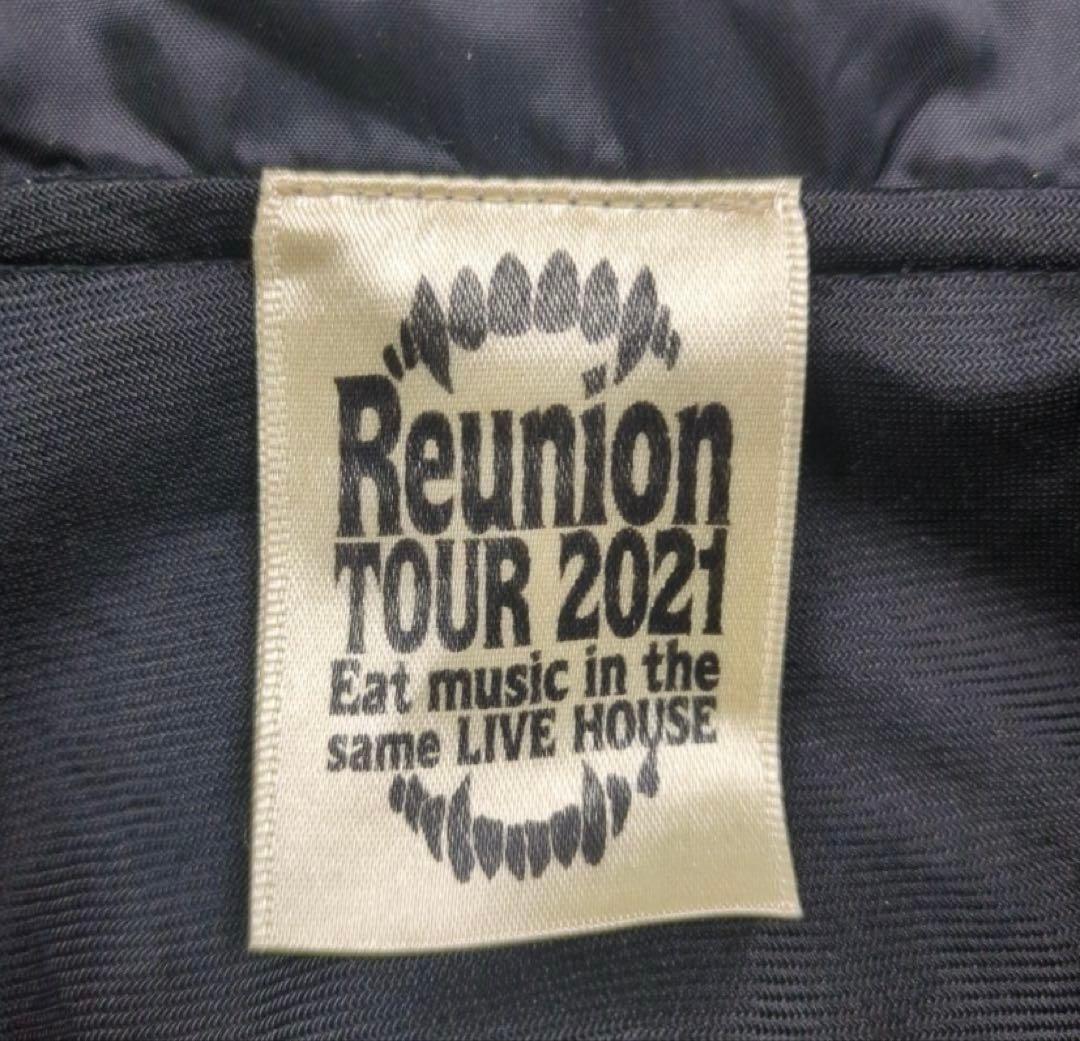 Reunion
TOUR 2021
Eat music in the
same LIVE HOUSE